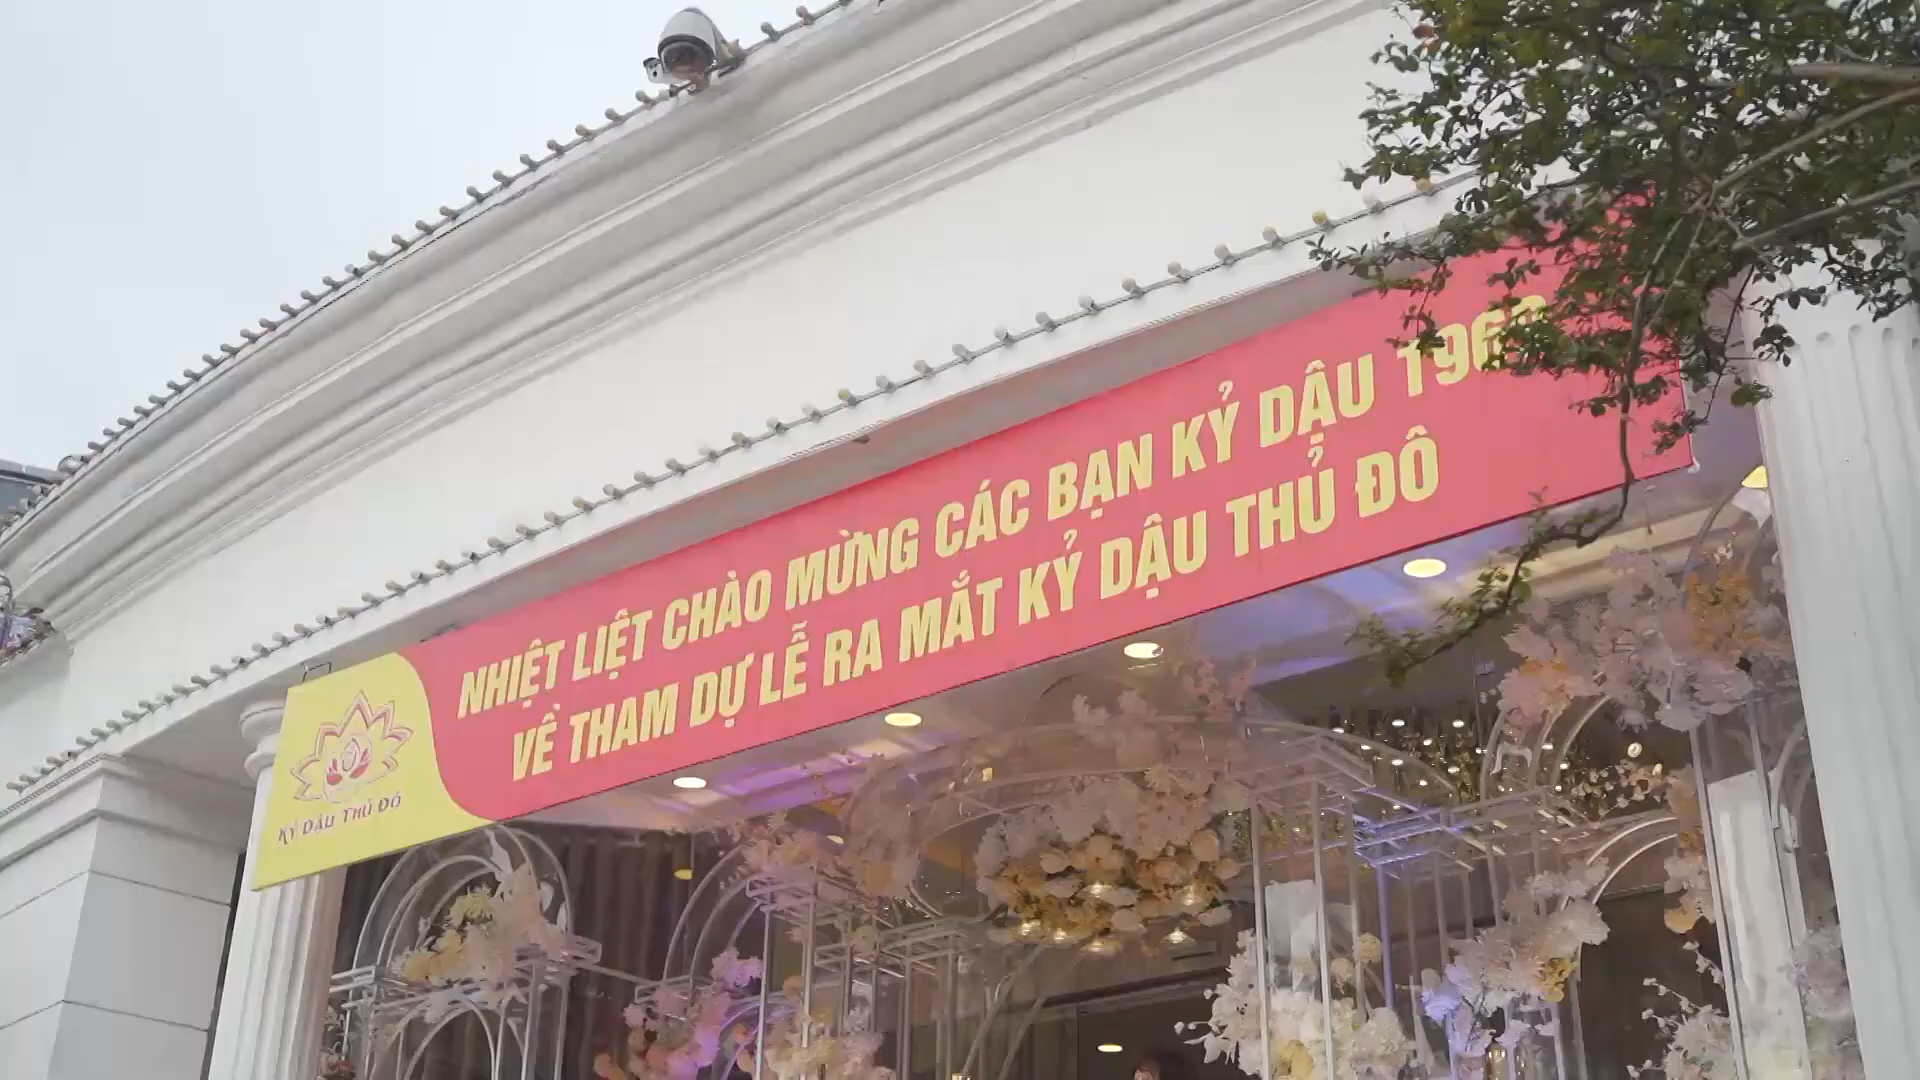 NHIỆT LIỆT CHÀO MỪNG CÁC BẠN KỶ DẬU 1969
VỀ THAM DỰ LỄ RA MẮT KỶ DẬU THỦ ĐÔ
KỶ DẬU THỦ ĐÔ